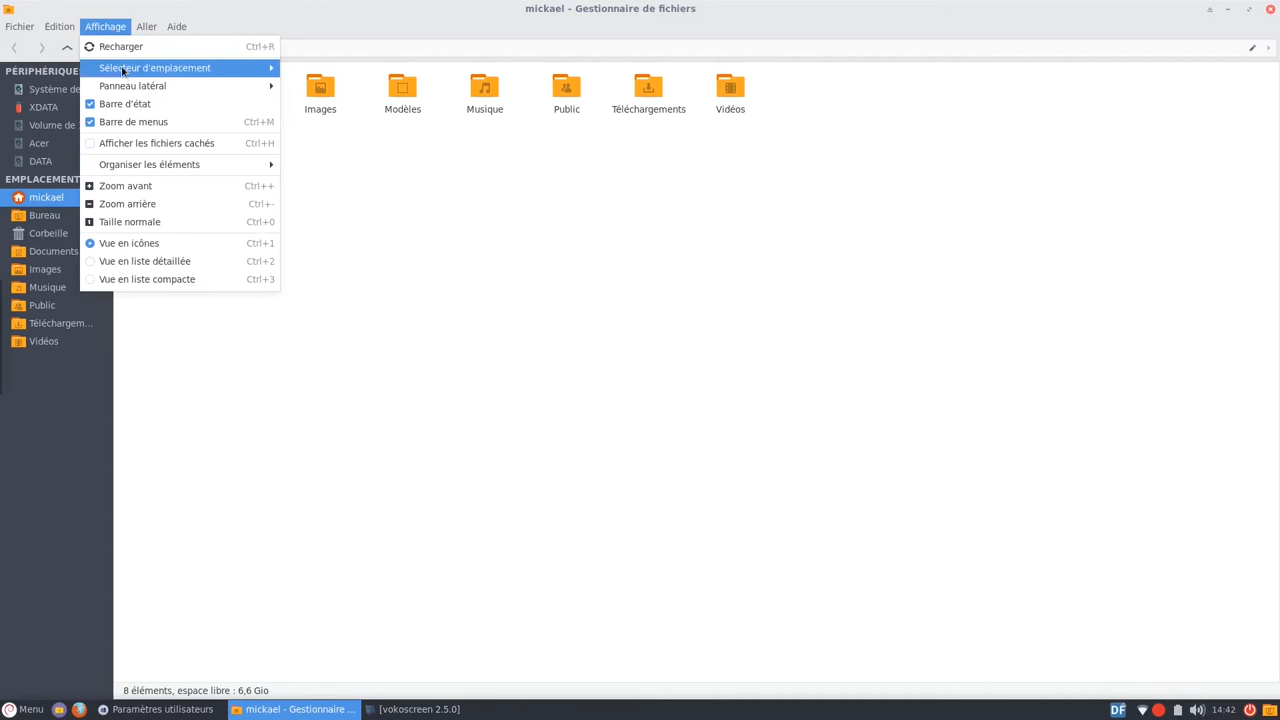 mickael - Gestionnaire de fichiers
Fichier Édition Affichage Aller Aide
Recharger Ctrl+R
Sélecteur d'emplacement
Panneau latéral
Barre d'état
Barre de menus Ctrl+M
Afficher les fichiers cachés Ctrl+H
Organiser les éléments
Zoom avant Ctrl++
Zoom arrière Ctrl+-
Taille normale Ctrl+0
Vue en icônes Ctrl+1
Vue en liste détaillée Ctrl+2
Vue en liste compacte Ctrl+3
PÉRIPHÉRIQUE
Système de
XDATA
Volume de
Acer
DATA
EMPLACEMENT
mickael
Bureau
Corbeille
Documents
Images
Musique
Public
Téléchargem...
Vidéos
Images Modèles Musique Public Téléchargements Vidéos
8 éléments, espace libre : 6,6 Gio
Menu Paramètres utilisateurs mickael - Gestionnaire ... [vokoscreen 2.5.0] DF 14:42